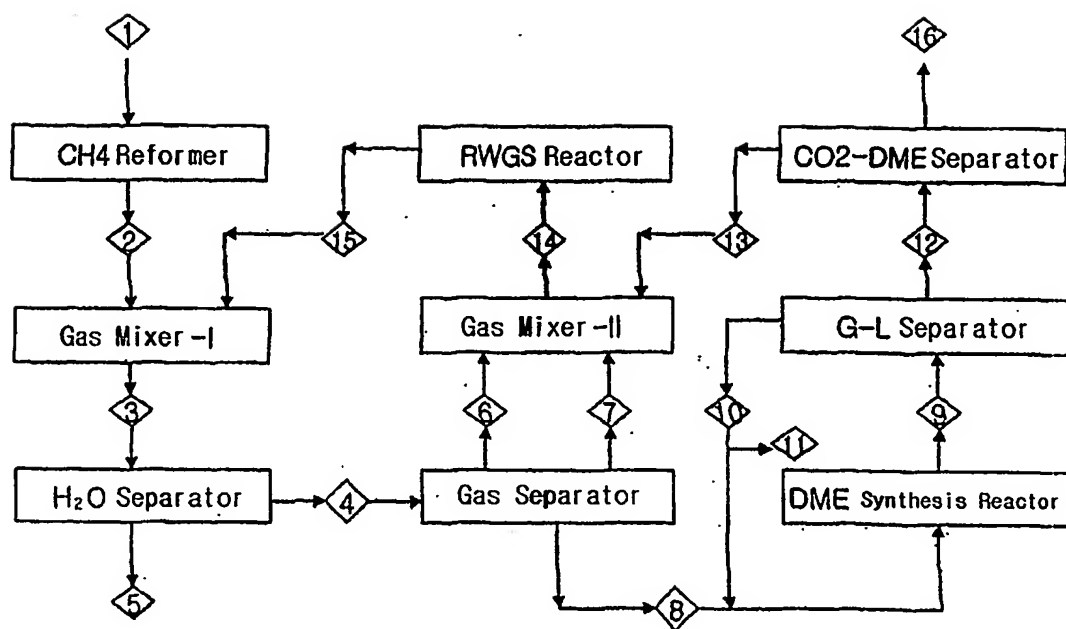 1
16
CH4 Reformer
RWGS Reactor
CO2-DME Separator
2
15
14
13
12
Gas Mixer-I
Gas Mixer-II
G-L Separator
3
6
7
10
11
9
H₂O Separator
4
Gas Separator
DME Synthesis Reactor
5
8